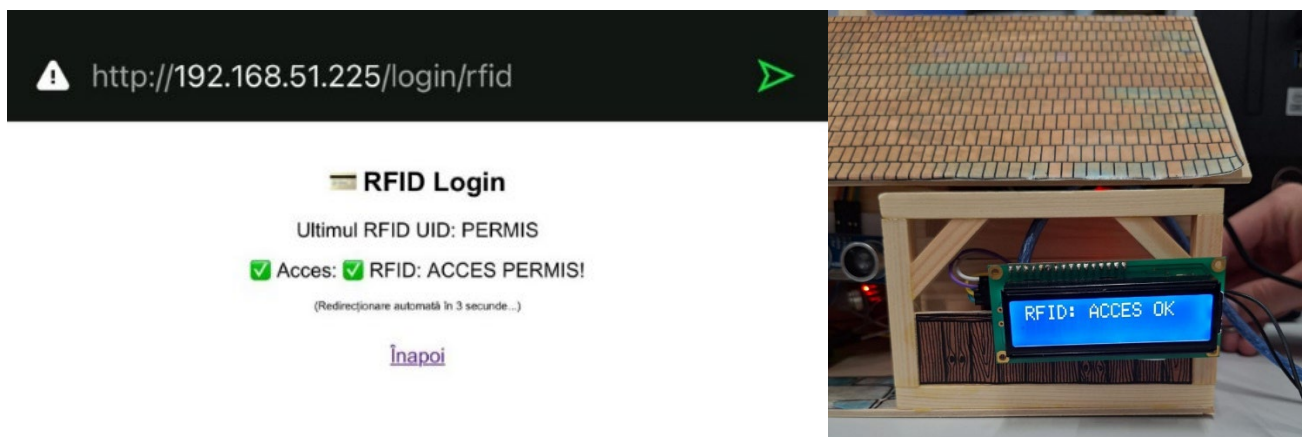 http://192.168.51.225/login/rfid
💳 RFID Login
Ultimul RFID UID: PERMIS
✅ Acces: ✅ RFID: ACCES PERMIS!
(Redirecționare automată în 3 secunde...)
Înapoi
RFID: ACCES OK